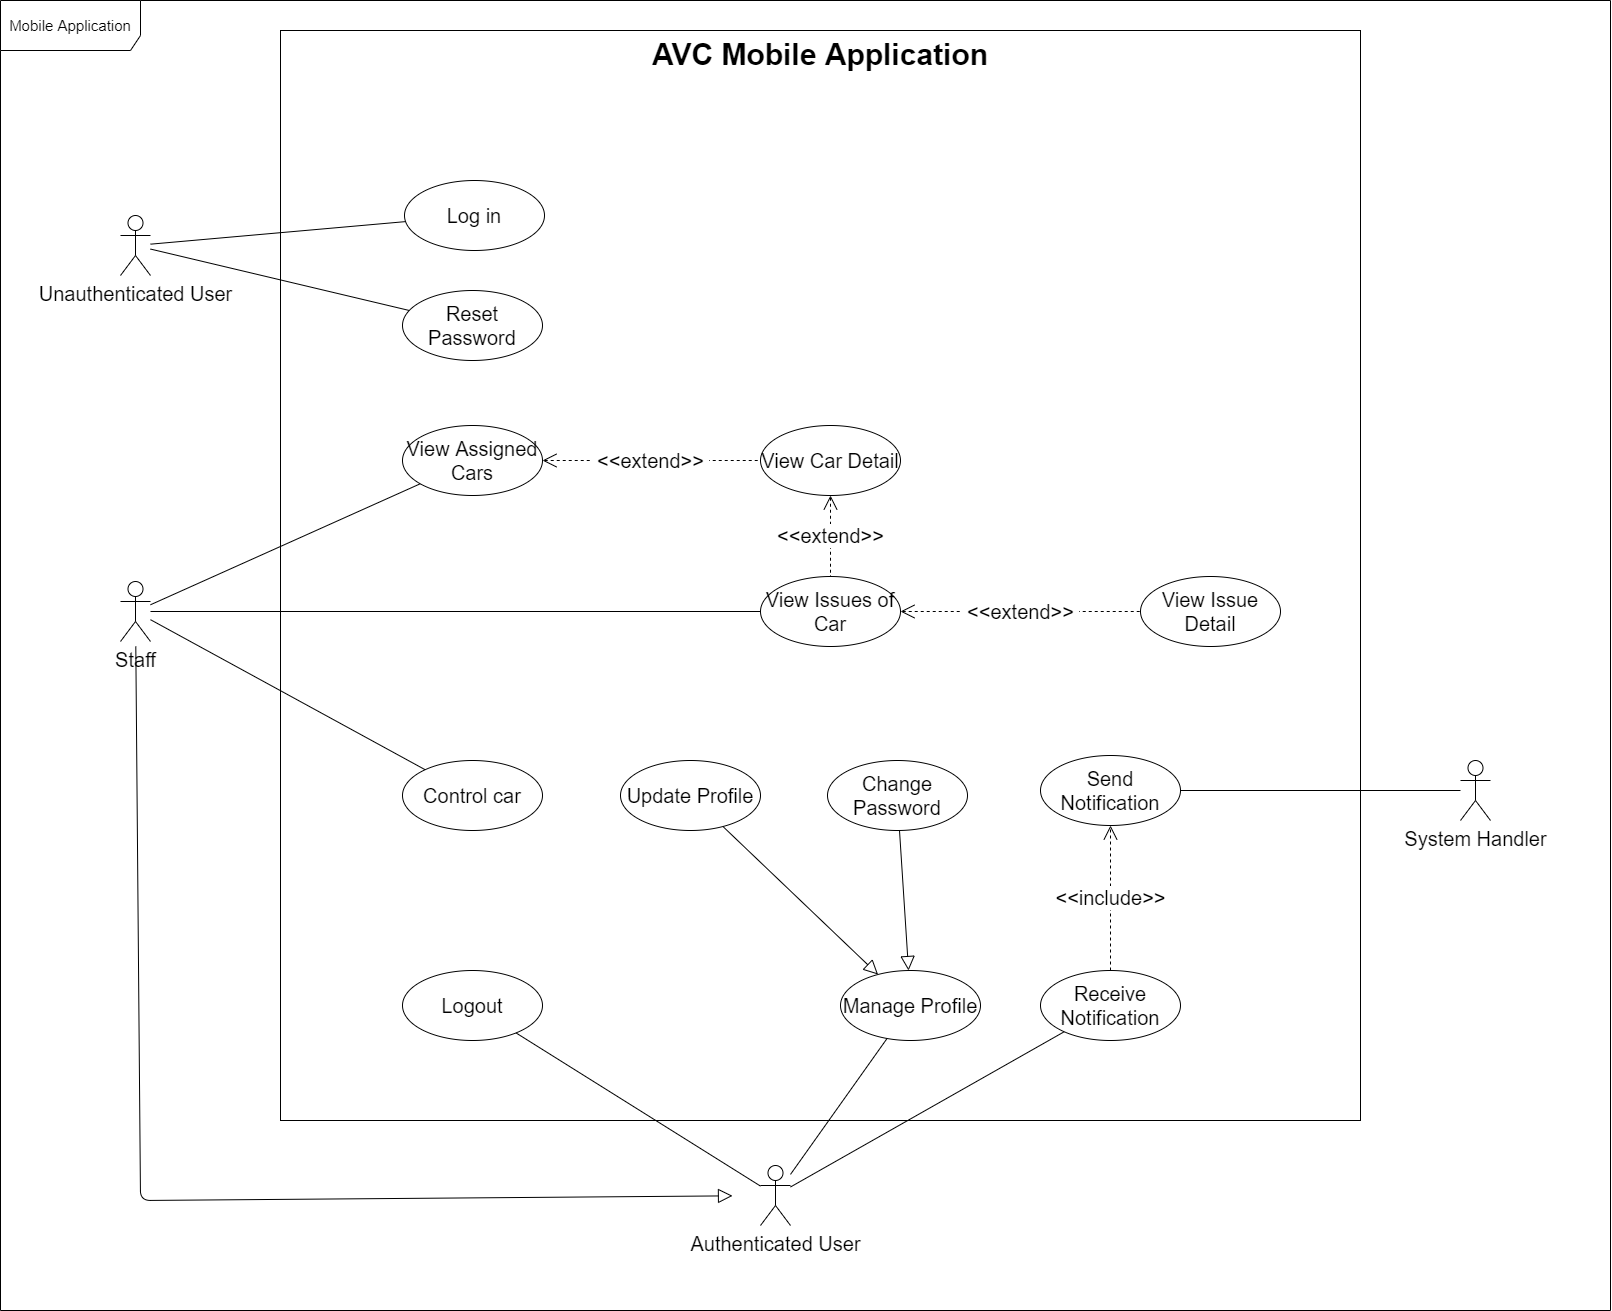 Mobile Application
AVC Mobile Application
Log in
Unauthenticated User
Reset
Password
View Assigned
Cars
<<extend>>
View Car Detail
<<extend>>
View Issues of
Car
<<extend>>
View Issue
Detail
Staff
Control car
Update Profile
Change
Password
Send
Notification
System Handler
<<include>>
Logout
Manage Profile
Receive
Notification
Authenticated User